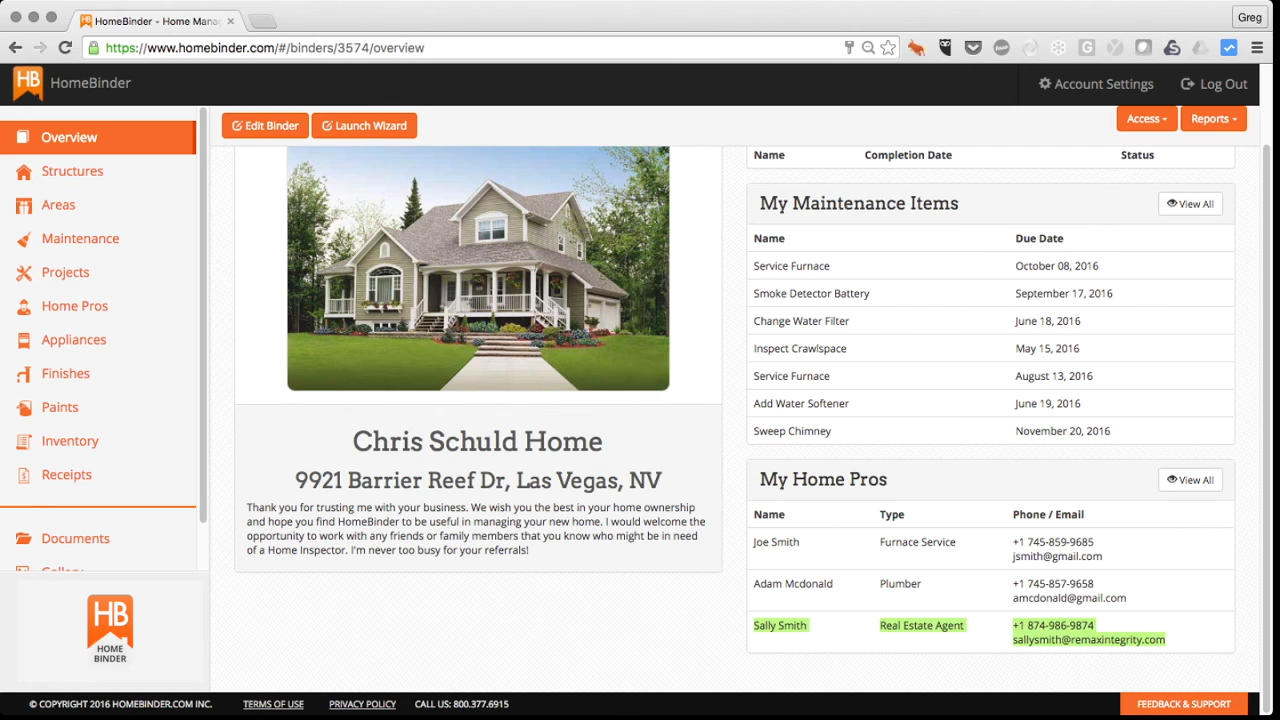 HomeBinder - Home Mana
Greg
https://www.homebinder.com/#/binders/3574/overview
HB HomeBinder
Account Settings
Log Out
Overview
Structures
Areas
Maintenance
Projects
Home Pros
Appliances
Finishes
Paints
Inventory
Receipts
Documents
HB
HOME
BINDER
Edit Binder
Launch Wizard
Access
Reports
Chris Schuld Home
9921 Barrier Reef Dr, Las Vegas, NV
Thank you for trusting me with your business. We wish you the best in your home ownership
and hope you find HomeBinder to be useful in managing your new home. I would welcome the
opportunity to work with any friends or family members that you know who might be in need
of a Home Inspector. I'm never too busy for your referrals!
Name Completion Date Status
My Maintenance Items
View All
Name Due Date
Service Furnace October 08, 2016
Smoke Detector Battery September 17, 2016
Change Water Filter June 18, 2016
Inspect Crawlspace May 15, 2016
Service Furnace August 13, 2016
Add Water Softener June 19, 2016
Sweep Chimney November 20, 2016
My Home Pros
View All
Name Type Phone / Email
Joe Smith Furnace Service +1 745-859-9685
jsmith@gmail.com
Adam Mcdonald Plumber +1 745-857-9658
amcdonald@gmail.com
Sally Smith Real Estate Agent +1 874-986-9874
sallysmith@remaxintegrity.com
© COPYRIGHT 2016 HOMEBINDER.COM INC. TERMS OF USE PRIVACY POLICY CALL US: 800.377.6915
FEEDBACK & SUPPORT